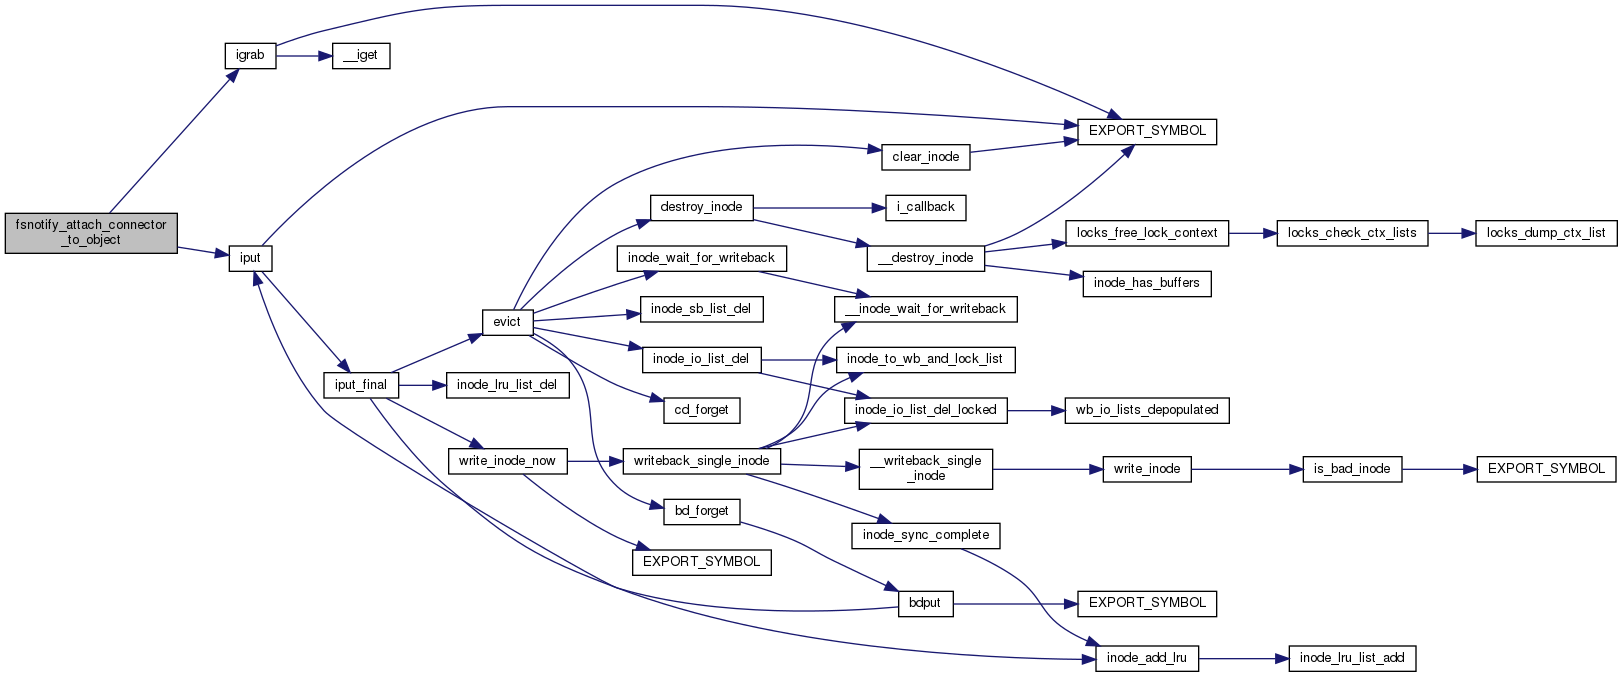 igrab
__iget
EXPORT_SYMBOL
clear_inode
destroy_inode
i_callback
fsnotify_attach_connector
_to_object
iput
inode_wait_for_writeback
__destroy_inode
locks_free_lock_context
locks_check_ctx_lists
locks_dump_ctx_list
inode_has_buffers
evict
inode_sb_list_del
__inode_wait_for_writeback
inode_io_list_del
inode_to_wb_and_lock_list
iput_final
inode_lru_list_del
cd_forget
inode_io_list_del_locked
wb_io_lists_depopulated
write_inode_now
writeback_single_inode
__writeback_single
_inode
write_inode
is_bad_inode
EXPORT_SYMBOL
bd_forget
inode_sync_complete
EXPORT_SYMBOL
bdput
EXPORT_SYMBOL
inode_add_lru
inode_lru_list_add